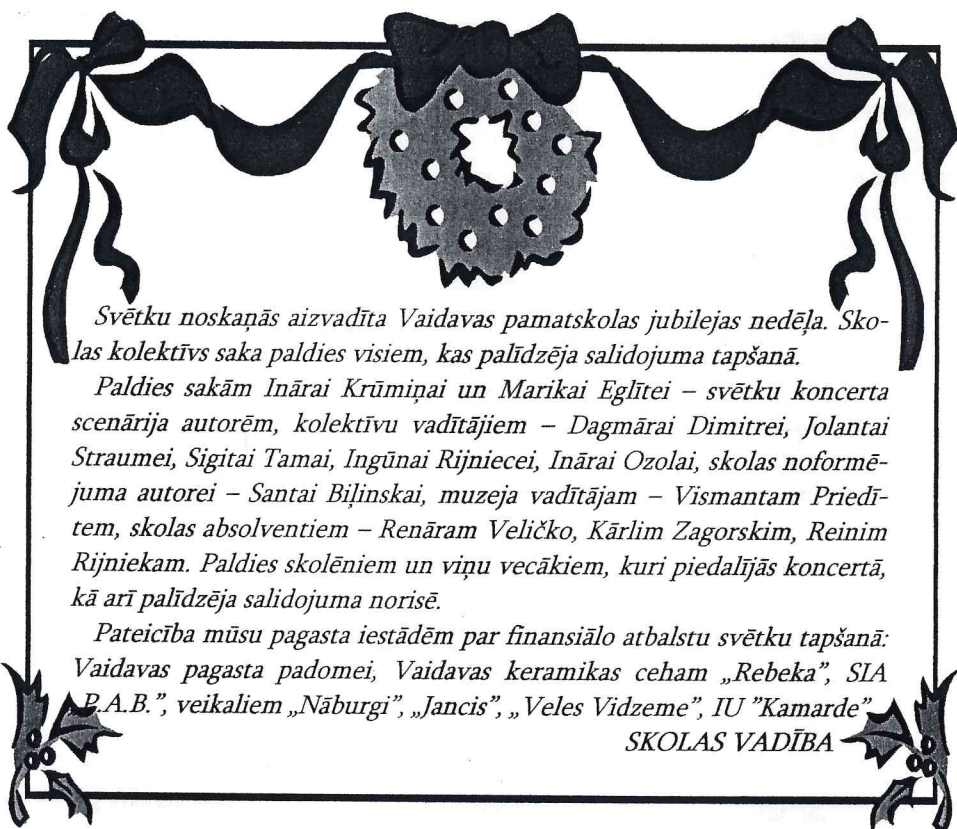 Svētku noskaņās aizvadīta Vaidavas pamatskolas jubilejas nedēļa. Sko-
las kolektīvs saka paldies visiem, kas palīdzēja salidojuma tapšanā.
Paldies sakām Inārai Krūmiņai un Marikai Eglītei – svētku koncerta
scenārija autorēm, kolektīvu vadītājiem – Dagmārai Dimitrei, Jolantai
Straumei, Sigitai Tamai, Ingūnai Rijniecei, Inārai Ozolai, skolas noformē-
juma autorei – Santai Biļinskai, muzeja vadītājam – Vismantam Priedī-
tem, skolas absolventiem – Renāram Veličko, Kārlim Zagorskim, Reinim
Rijniekam. Paldies skolēniem un viņu vecākiem, kuri piedalījās koncertā,
kā arī palīdzēja salidojuma norisē.
Pateicība mūsu pagasta iestādēm par finansiālo atbalstu svētku tapšanā:
Vaidavas pagasta padomei, Vaidavas keramikas ceham „Rebeka”, SIA
P.A.B.”, veikaliem „Nāburgi”, „Jancis”, „Veles Vidzeme”, IU ”Kamarde”
SKOLAS VADĪBA